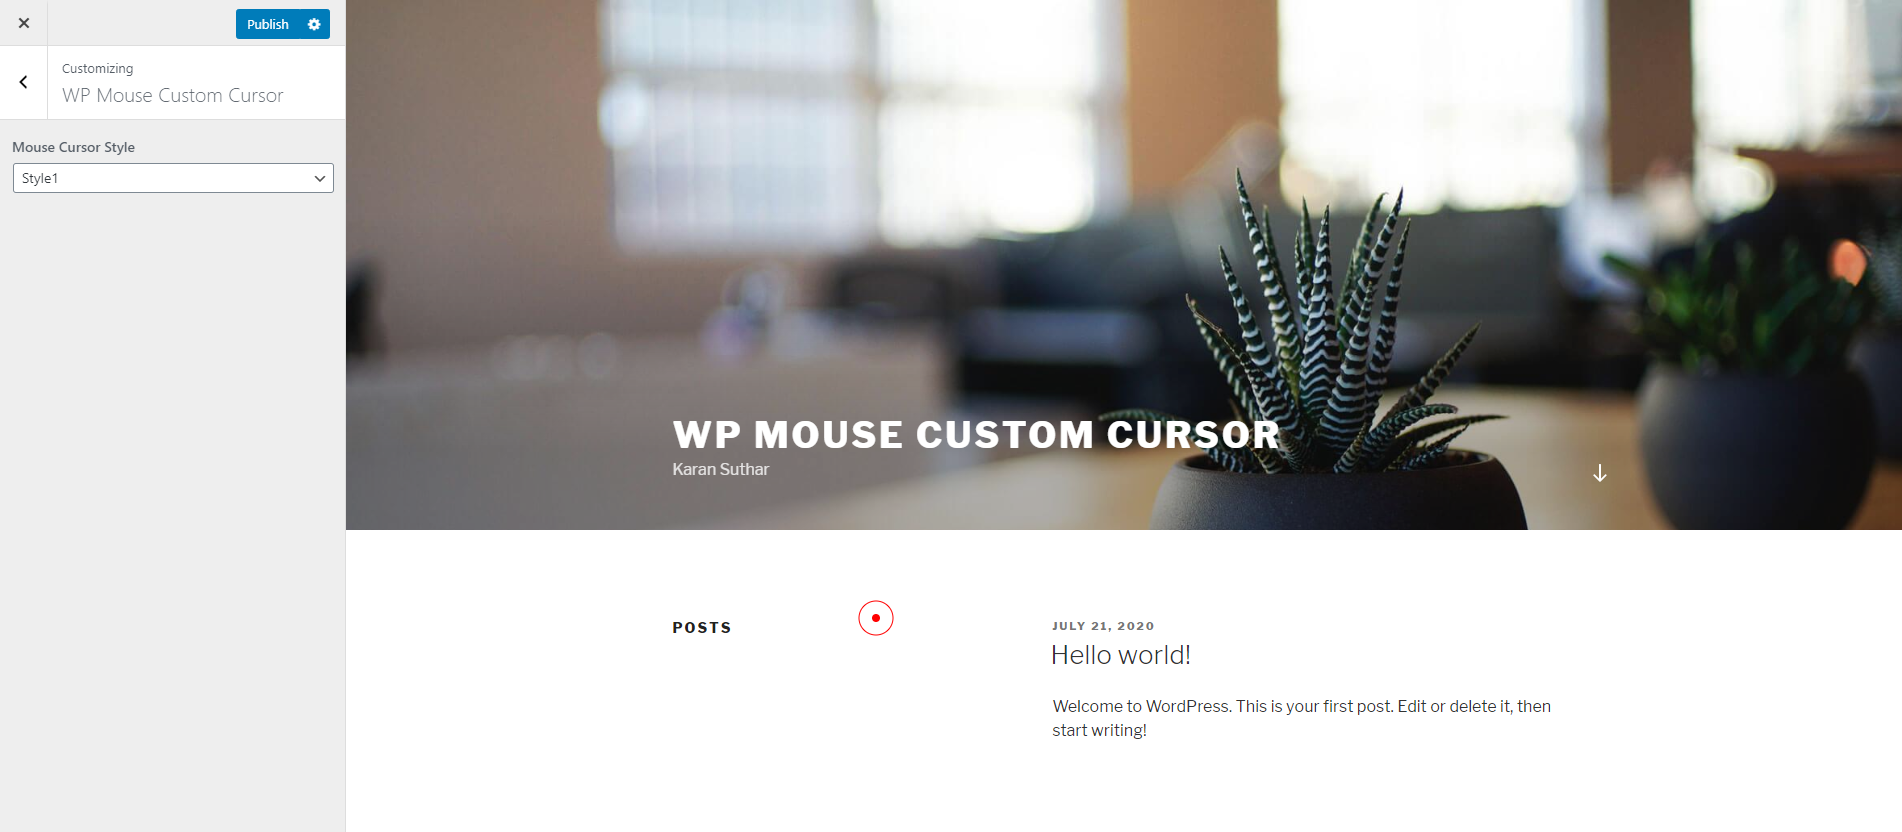 Publish
Customizing
WP Mouse Custom Cursor
Mouse Cursor Style
Style1
WP MOUSE CUSTOM CURSOR
Karan Suthar
POSTS
JULY 21, 2020
Hello world!
Welcome to WordPress. This is your first post. Edit or delete it, then
start writing!